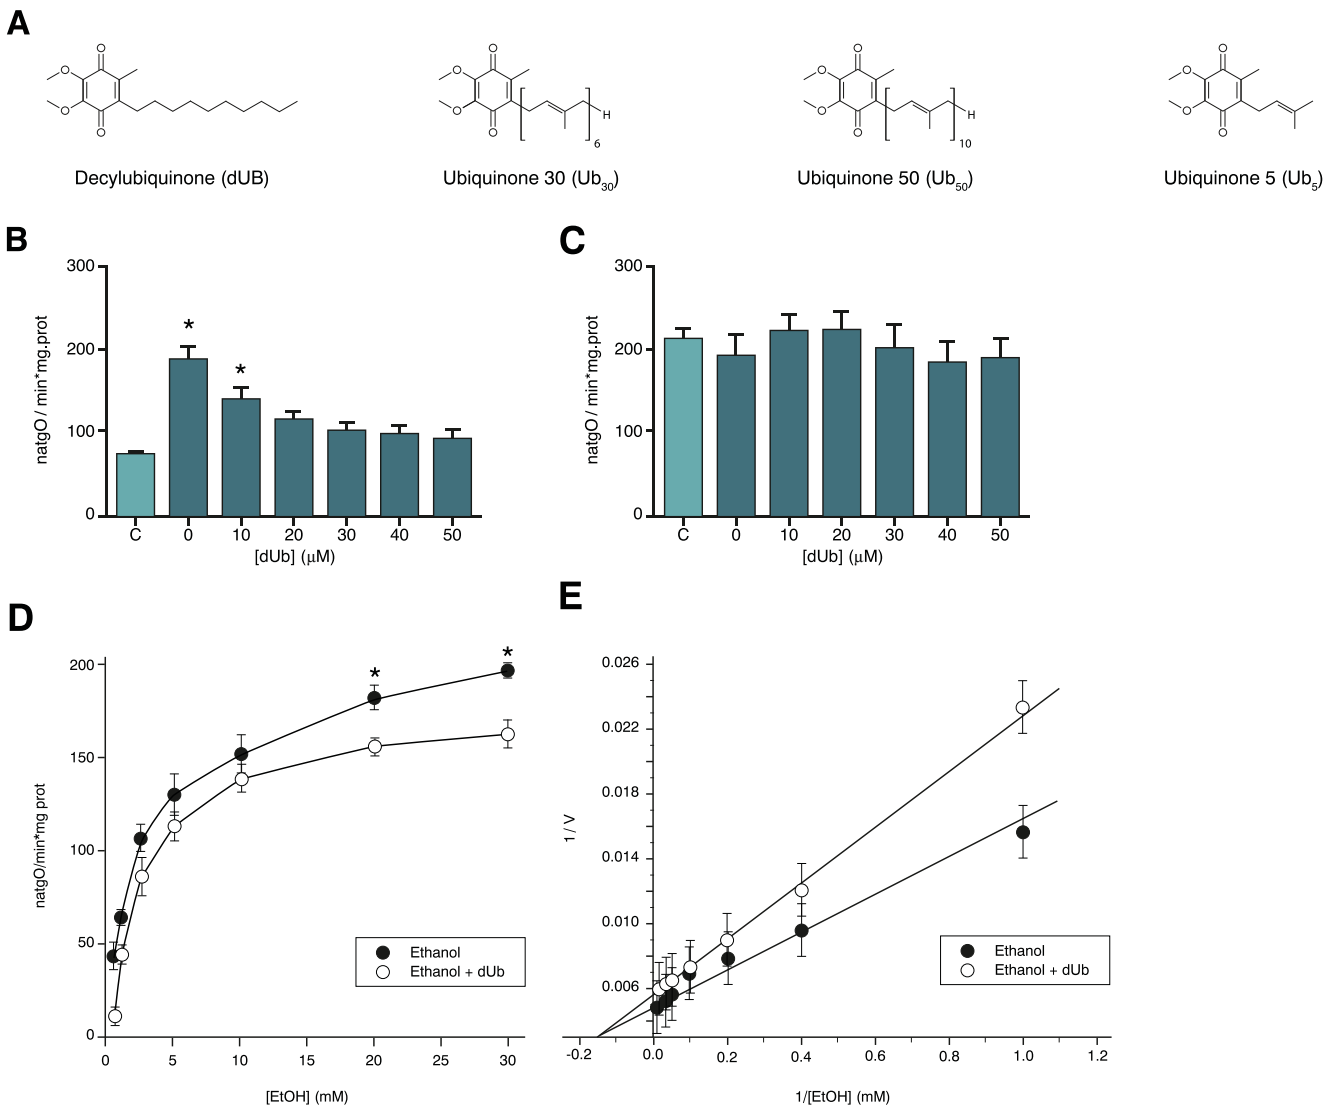 A
O
O
O
O
Decylubiquinone (dUB)
O
O
O
O
H
6
Ubiquinone 30 (Ub30)
O
O
O
O
H
10
Ubiquinone 50 (Ub50)
O
O
O
O
Ubiquinone 5 (Ub5)
B
natgO / min*mg.prot
300
200
100
0
*
*
C 0 10 20 30 40 50
[dUb] (µM)
C
natgO / min*mg.prot
300
200
100
0
C 0 10 20 30 40 50
[dUb] (µM)
D
natgO/min*mg prot
200
150
100
50
0
*
*
Ethanol
Ethanol + dUb
0 5 10 15 20 25 30
[EtOH] (mM)
E
1 / V
0.026
0.022
0.018
0.014
0.010
0.006
Ethanol
Ethanol + dUb
-0.2 0.0 0.2 0.4 0.6 0.8 1.0 1.2
1/[EtOH] (mM)